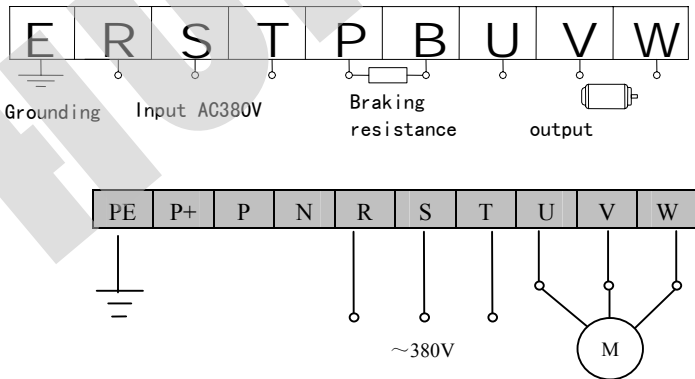 E R S T P B U V W
Grounding Input AC380V Braking resistance output
PE P+ P N R S T U V W
～380V M